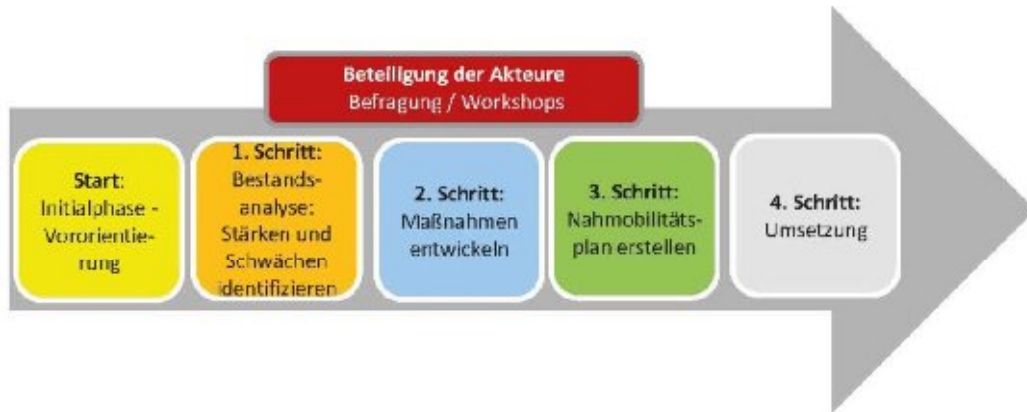 Beteiligung der Akteure
Befragung / Workshops
Start:
Initialphase -
Vororientie-
rung
1. Schritt:
Bestands-
analyse:
Stärken und
Schwächen
identifizieren
2. Schritt:
Maßnahmen
entwickeln
3. Schritt:
Nahmobilitäts-
plan erstellen
4. Schritt:
Umsetzung